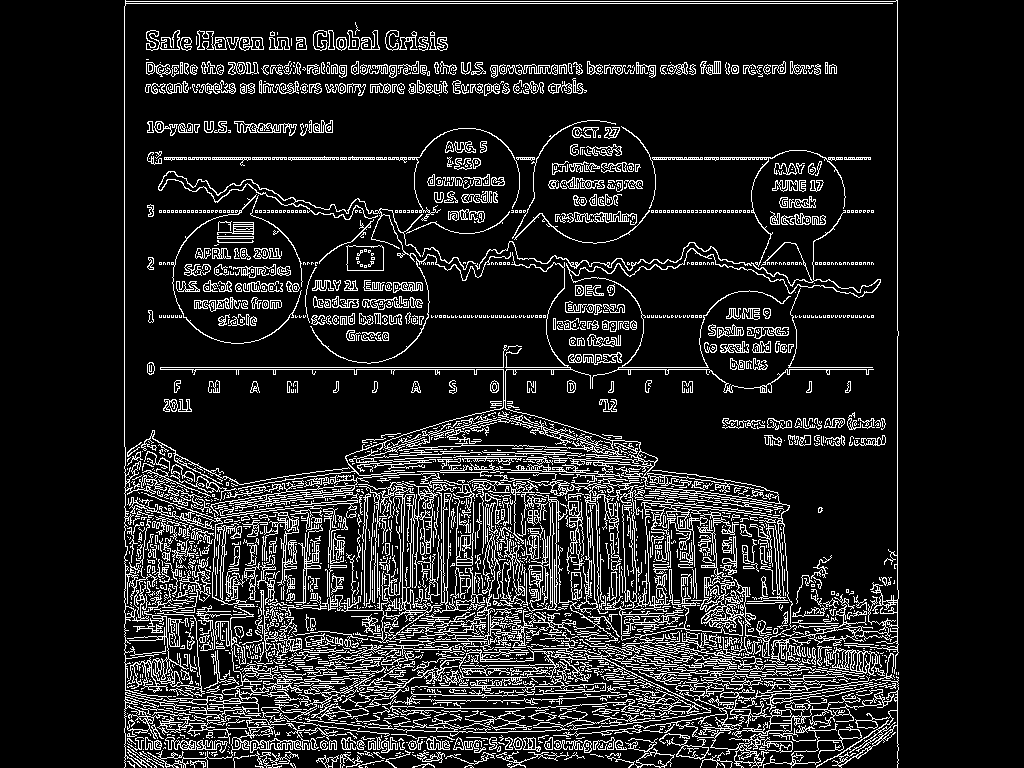 Safe Haven in a Global Crisis
Despite the 2011 credit-rating downgrade, the U.S. government's borrowing costs fell to record lows in
recent weeks as investors worry more about Europe's debt crisis.
10-year U.S. Treasury yield
4%
3
2
1
0
APRIL 18, 2011
S&P downgrades
U.S. debt outlook to
negative from
stable
JULY 21 European
leaders negotiate
second bailout for
Greece
AUG. 5
S&P
downgrades
U.S. credit
rating
OCT. 27
Greece's
private-sector
creditors agree
to debt
restructuring
DEC. 9
European
leaders agree
on fiscal
compact
MAY 6/
JUNE 17
Greek
elections
JUNE 9
Spain agrees
to seek aid for
banks
F M A M J J A S O N D J F M A M J J
2011 '12
Sources: Ryan ALM; AFP (photo)
The Wall Street Journal
The Treasury Department on the night of the Aug. 5, 2011, downgrade.